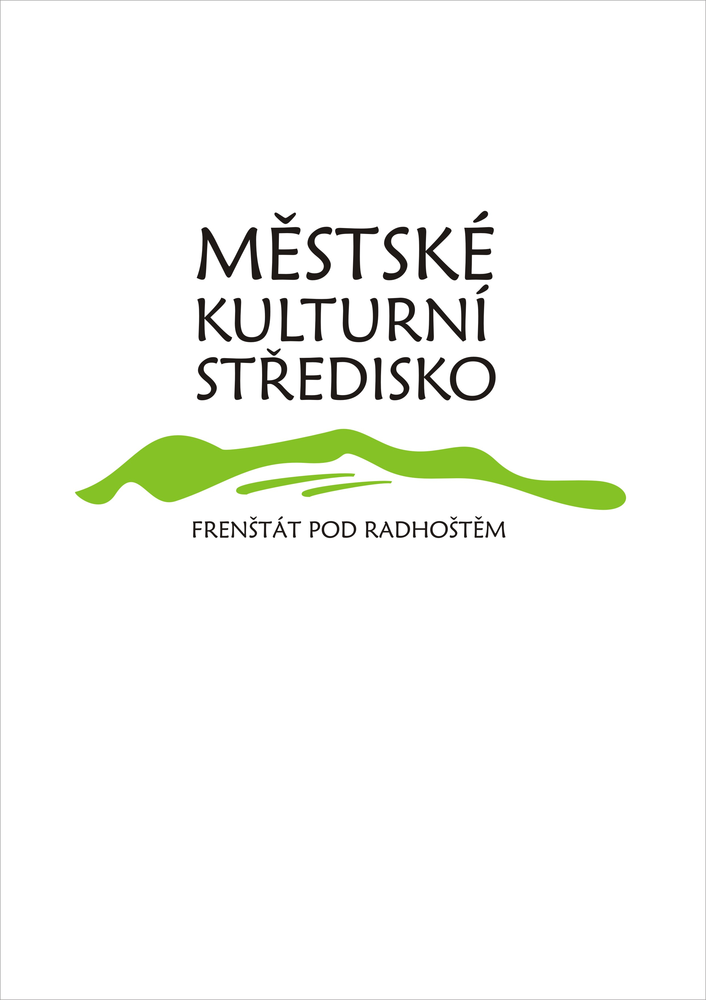 MĚSTSKÉ
KULTURNÍ
STŘEDISKO
FRENŠTÁT POD RADHOŠTĚM